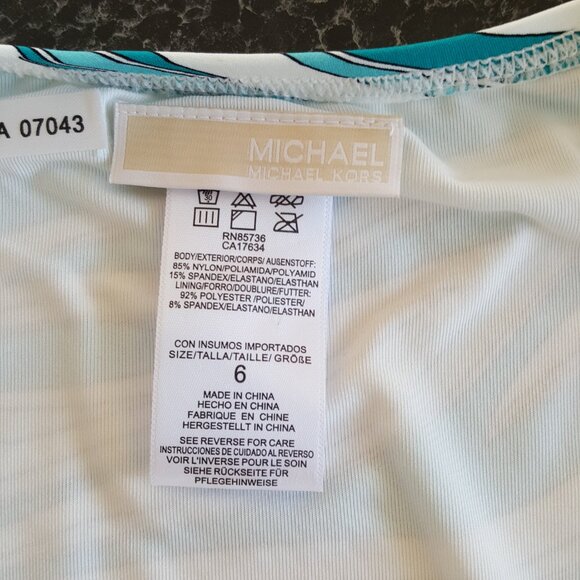 A 07043
MICHAEL
MICHAEL KORS
30
RN85736
CA17634
BODY/EXTERIOR/CORPS/ AUßENSTOFF:
85% NYLON/POLIAMIDA/POLYAMID
15% SPANDEX/ELASTANO/ELASTHAN
LINING/FORRO/DOUBLURE/FUTTER:
92% POLYESTER /POLIESTER/
8% SPANDEX/ELASTANO/ELASTHAN
CON INSUMOS IMPORTADOS
SIZE/TALLA/TAILLE/ GRÖßE
6
MADE IN CHINA
HECHO EN CHINA
FABRIQUE EN CHINE
HERGESTELLT IN CHINA
SEE REVERSE FOR CARE
INSTRUCCIONES DE CUIDADO AL REVERSO
VOIR L'INVERSE POUR LE SOIN
SIEHE RÜCKSEITE FÜR
PFLEGEHINWEISE